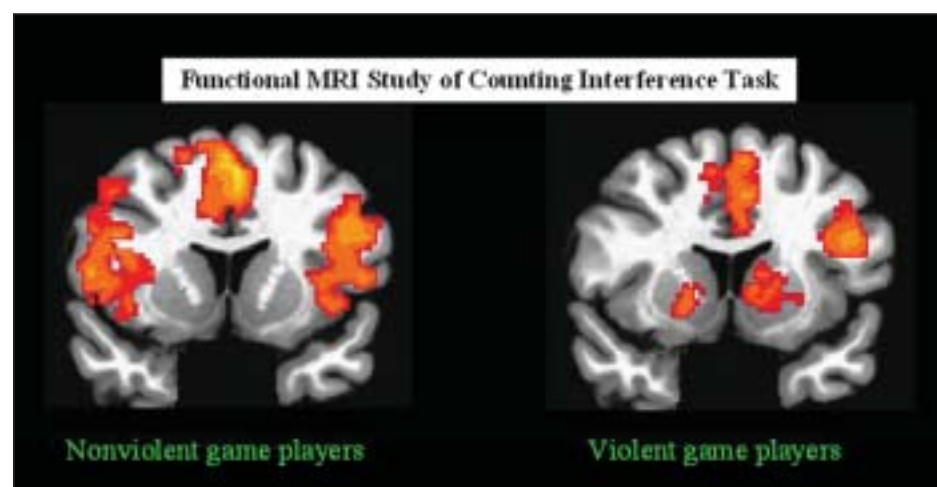 Functional MRI Study of Counting Interference Task
Nonviolent game players
Violent game players